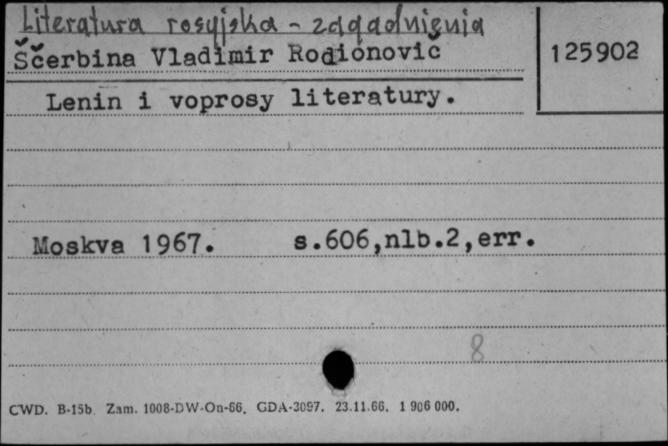 Literatura rosyjska - zagadnienia
Ščerbina Vladimir Rodiónovič
125902
Lenin i voprosy literatury.
Moskva 1967. s.606,nlb.2,err.
8
CWD. B-15b. Zam. 1008-DW-On-66. GDA-3097. 23.11.66. 1 906 000.